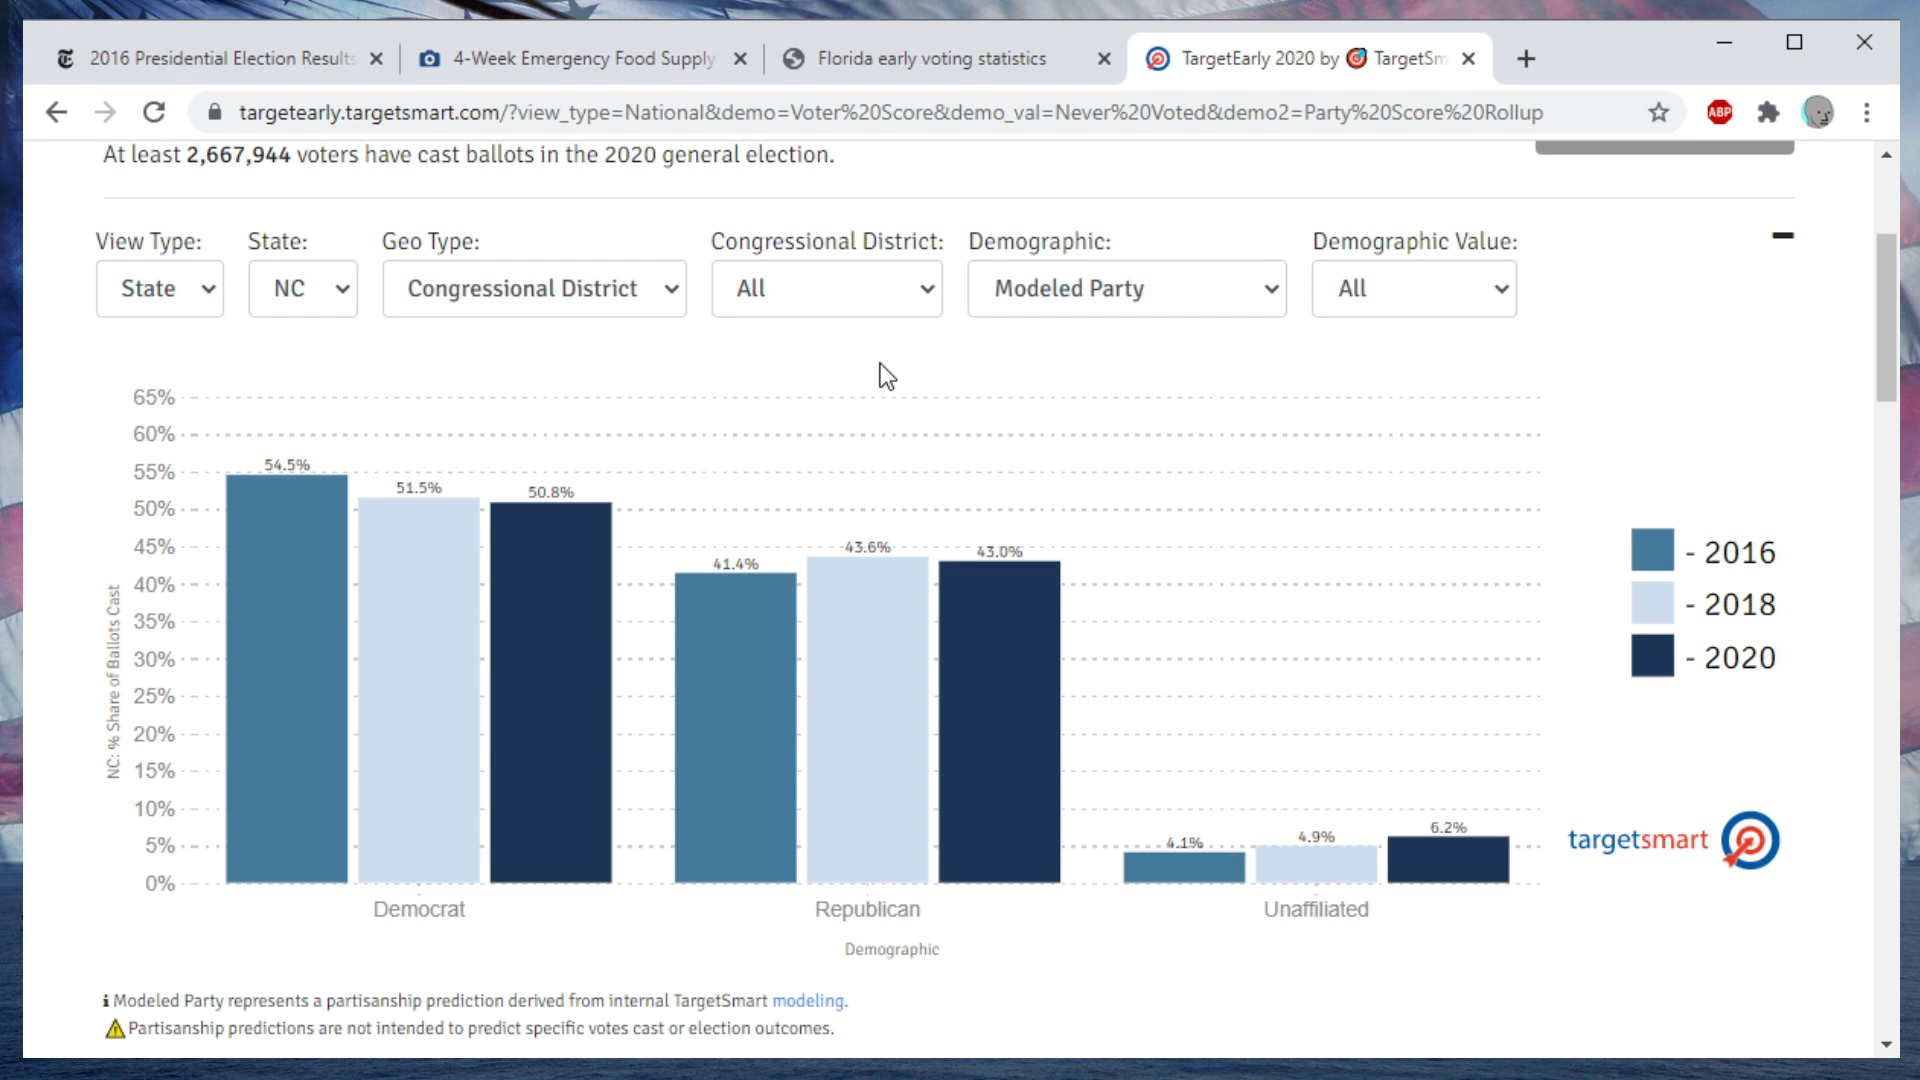 2016 Presidential Election Results
4-Week Emergency Food Supply
Florida early voting statistics
TargetEarly 2020 by TargetSm
targetearly.targetsmart.com/?view_type=National&demo=Voter%20Score&demo_val=Never%20Voted&demo2=Party%20Score%20Rollup
ABP
At least 2,667,944 voters have cast ballots in the 2020 general election.
View Type: State: Geo Type: Congressional District: Demographic: Demographic Value:
State NC Congressional District All Modeled Party All
65%
60%
55%
50%
45%
40%
35%
30%
25%
20%
15%
10%
5%
0%
NC: % Share of Ballots Cast
54.5%
51.5%
50.8%
41.4%
43.6%
43.0%
4.1%
4.9%
6.2%
Democrat
Republican
Unaffiliated
Demographic
- 2016
- 2018
- 2020
targetsmart
i Modeled Party represents a partisanship prediction derived from internal TargetSmart modeling.
Partisanship predictions are not intended to predict specific votes cast or election outcomes.